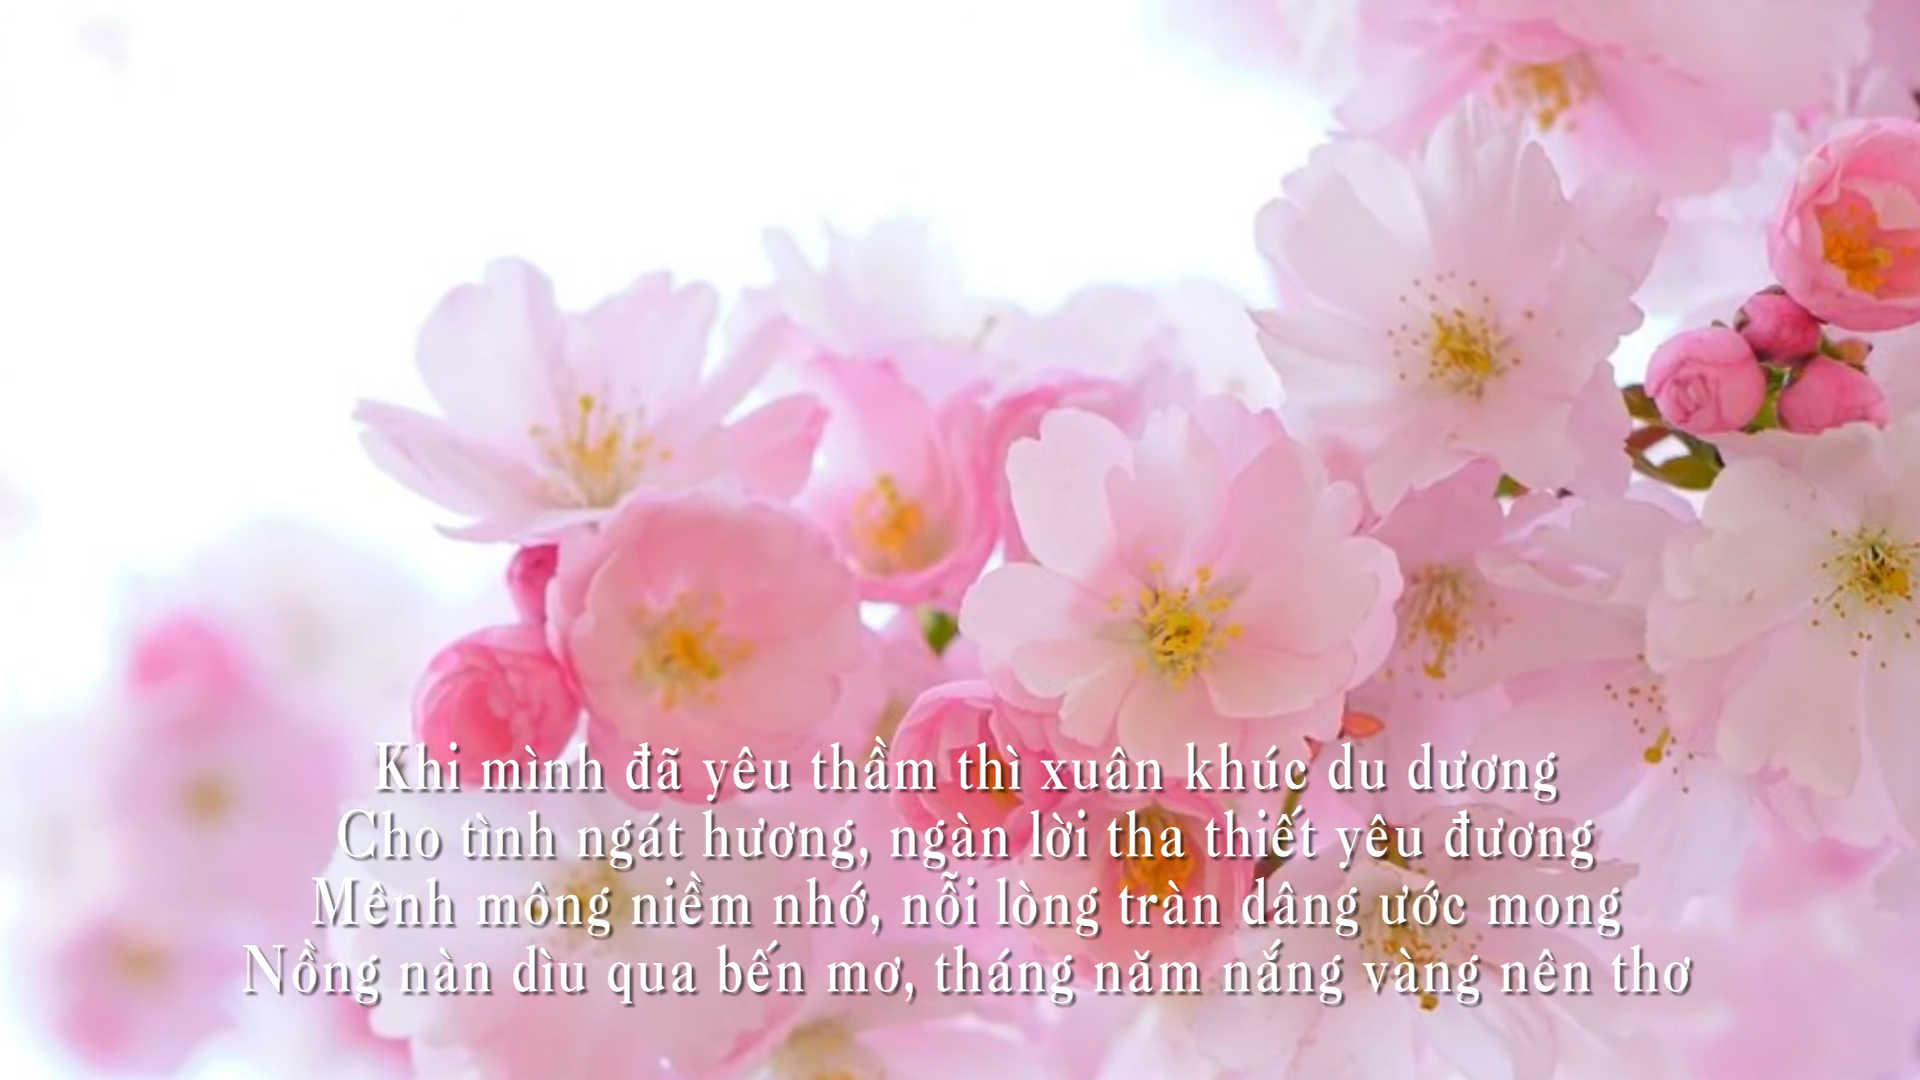 Khi mình đã yêu thầm thì xuân khúc du dương
Cho tình ngát hương, ngàn lời tha thiết yêu đương
Mênh mông niềm nhớ, nỗi lòng tràn dâng ước mong
Nồng nàn dìu qua bến mơ, tháng năm nắng vàng nên thơ